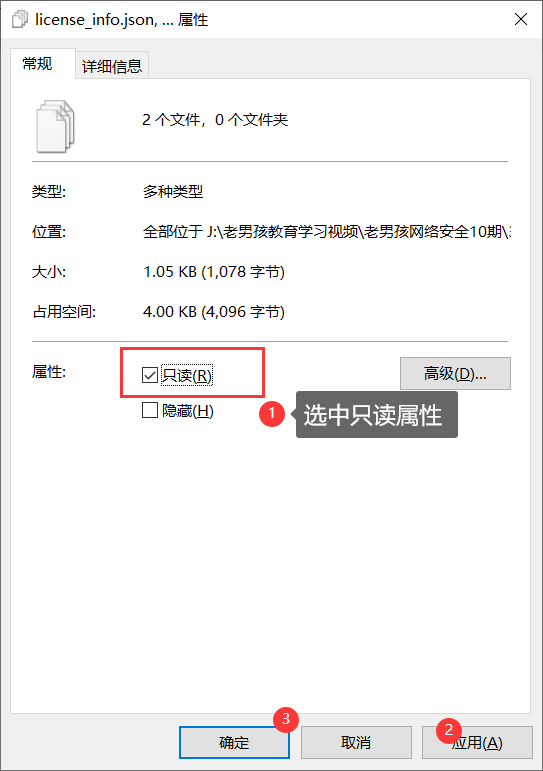 license_info.json, ... 属性
常规
详细信息
2 个文件，0 个文件夹
类型:
多种类型
位置:
全部位于 J:\老男孩教育学习视频\老男孩网络安全10期\3
大小:
1.05 KB (1,078 字节)
占用空间:
4.00 KB (4,096 字节)
属性:
只读(R)
高级(D)...
隐藏(H)
1
选中只读属性
3
2
确定
取消
应用(A)